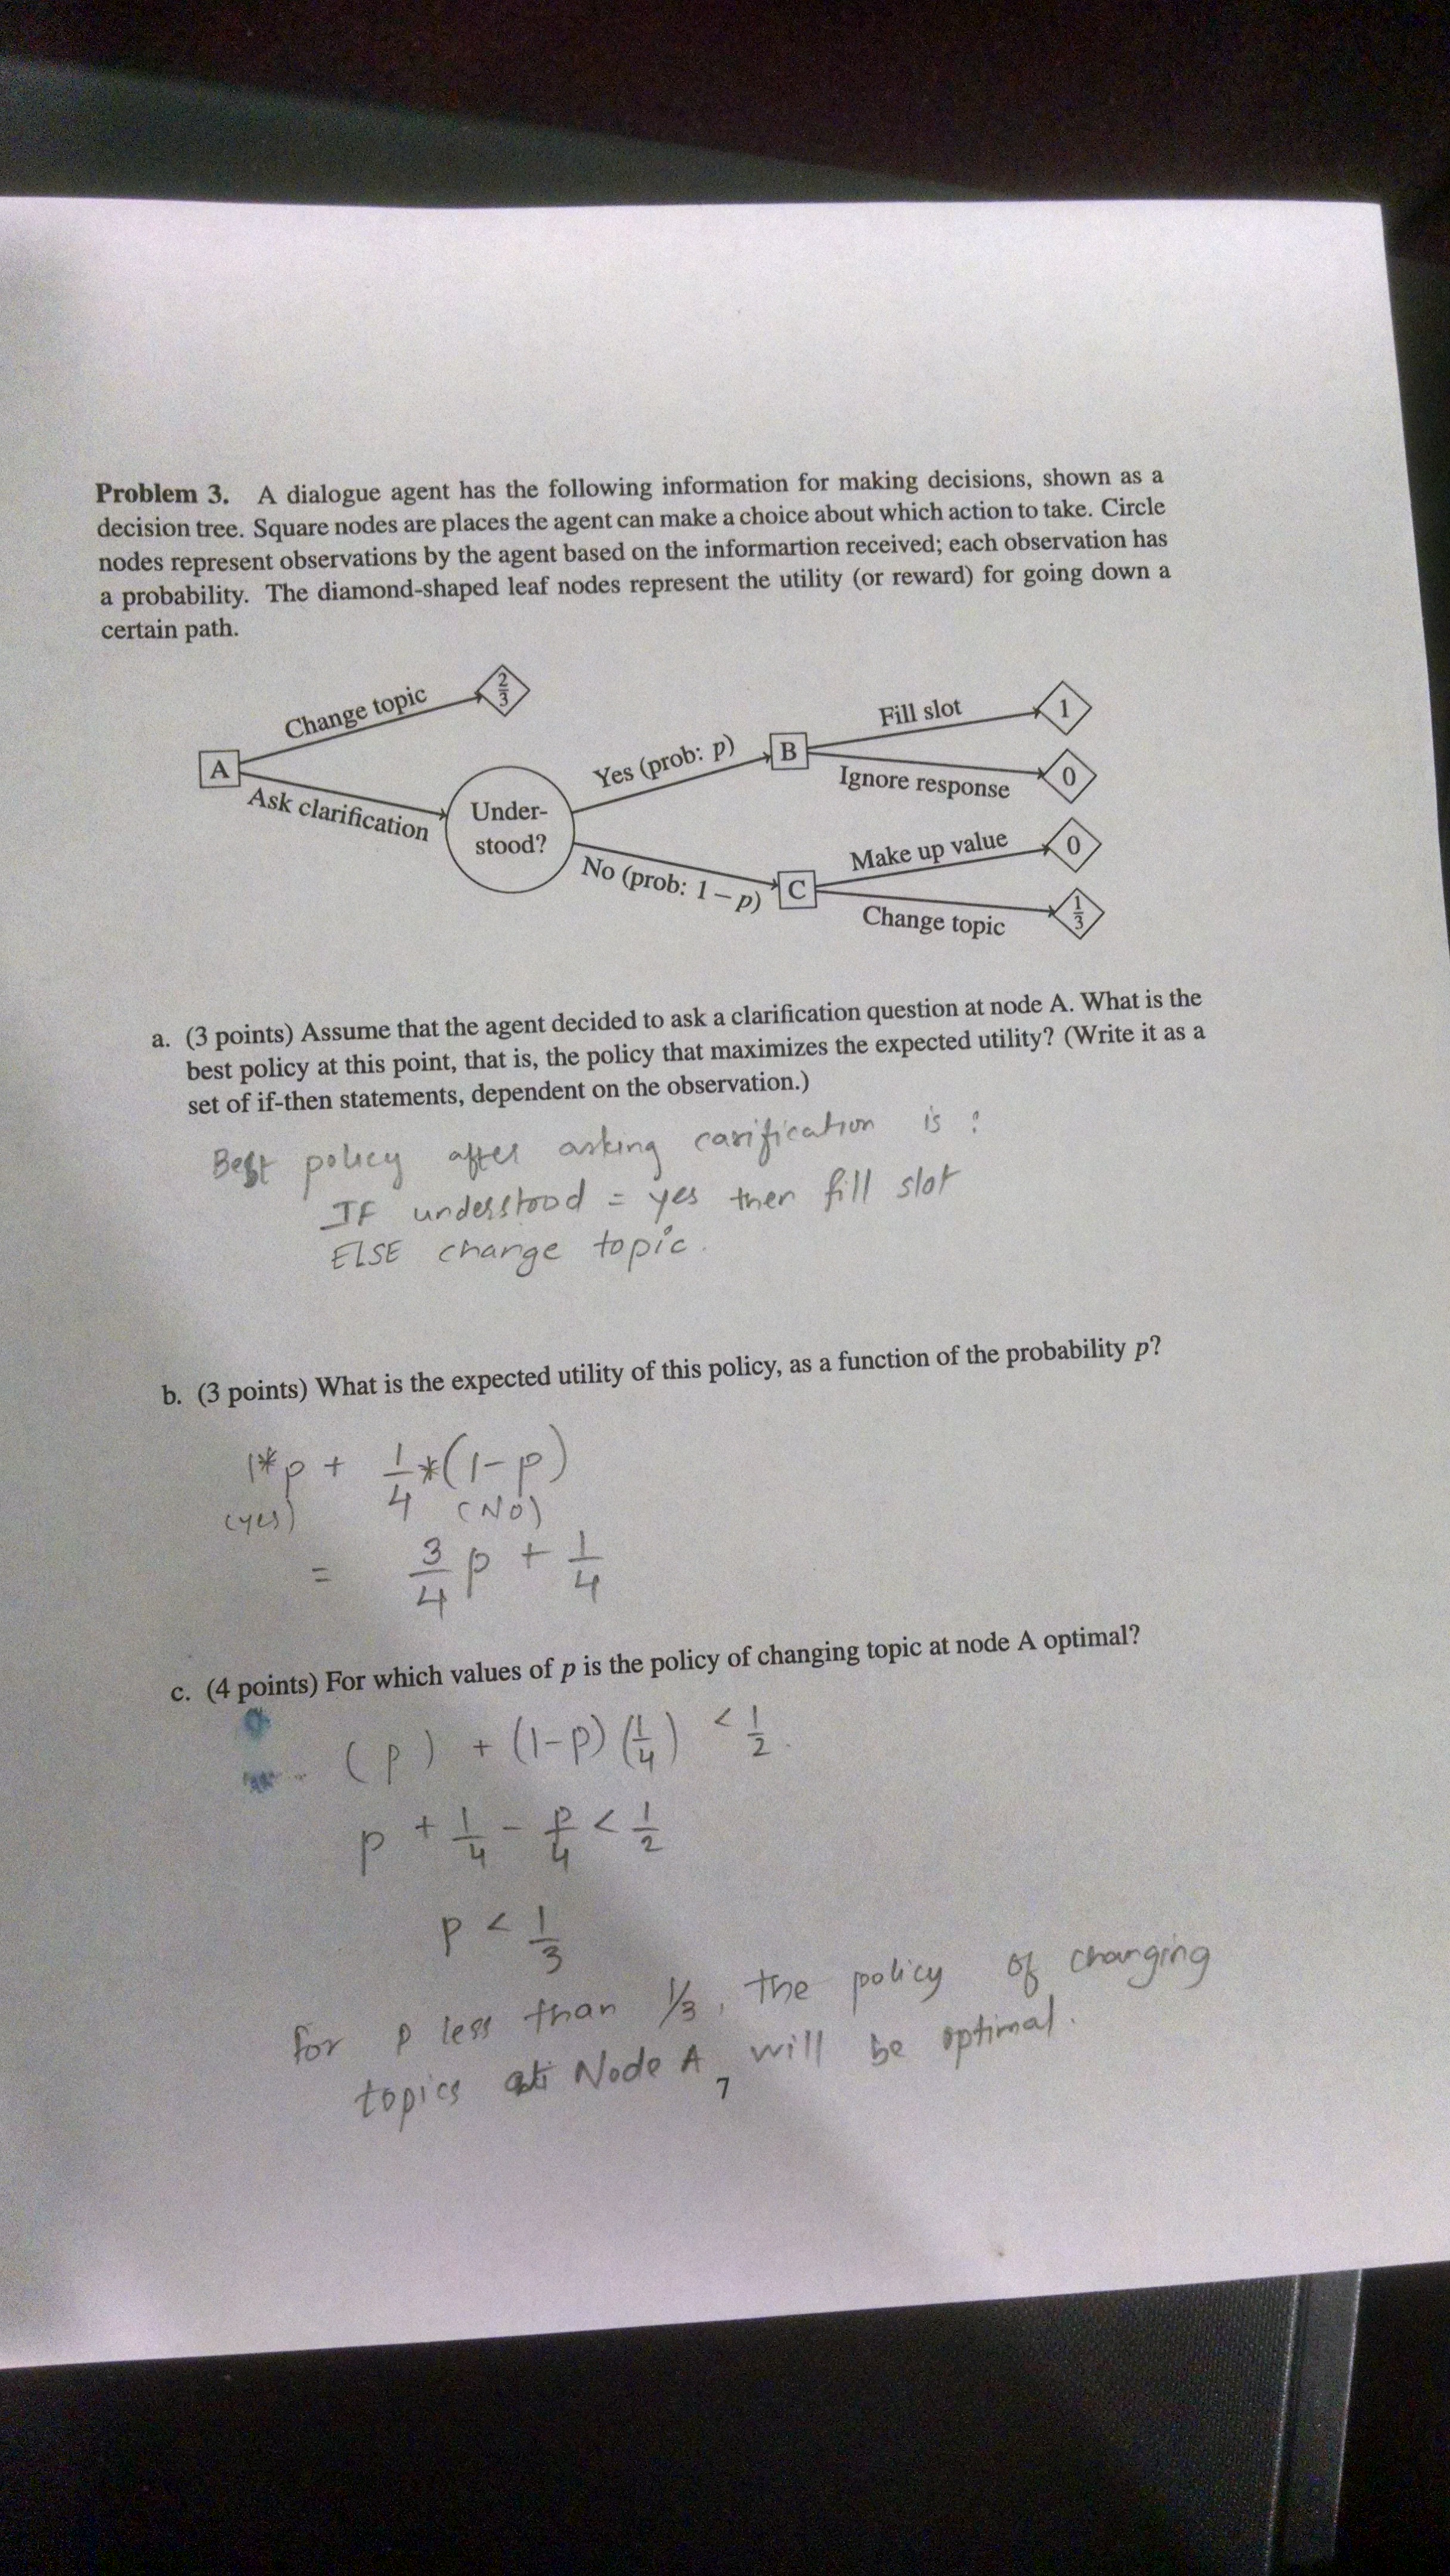 Problem 3. A dialogue agent has the following information for making decisions, shown as a
decision tree. Square nodes are places the agent can make a choice about which action to take. Circle
nodes represent observations by the agent based on the informartion received; each observation has
a probability. The diamond-shaped leaf nodes represent the utility (or reward) for going down a
certain path.
A
Change topic
2/3
Ask clarification
Under-
stood?
Yes (prob: p)
B
Fill slot
1
Ignore response
0
No (prob: 1 – p)
C
Make up value
0
Change topic
1/3
a. (3 points) Assume that the agent decided to ask a clarification question at node A. What is the
best policy at this point, that is, the policy that maximizes the expected utility? (Write it as a
set of if-then statements, dependent on the observation.)
Best policy after asking carification is :
IF understood = yes then fill slot
ELSE change topic.
b. (3 points) What is the expected utility of this policy, as a function of the probability p?
1*p + 1/4 *(1-p)
(yes) (NO)
= 3/4 p + 1/4
c. (4 points) For which values of p is the policy of changing topic at node A optimal?
(p) + (1-p) (1/4) < 1/2.
p + 1/4 - p/4 < 1/2
p < 1/3
for p less than 1/3, the policy of changing
topics at Node A will be optimal.
7